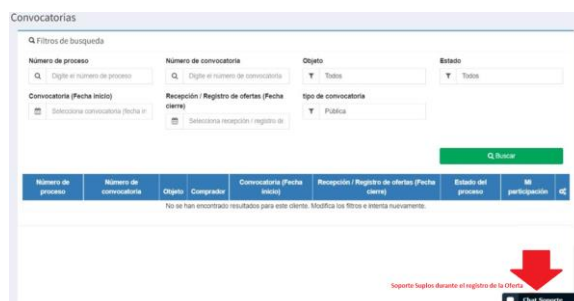 Convocatorias
Filtros de busqueda
Número de proceso
Número de convocatoria
Objeto
Estado
Digite el número de proceso
Digite el número de convocatoria
Todos
Todos
Convocatoria (Fecha inicio)
Recepción / Registro de ofertas (Fecha
cierre)
tipo de convocatoria
Selecciona convocatoria (fecha in
Selecciona recepción / registro de
Pública
Buscar
Número de
proceso
Número de
convocatoria
Objeto
Comprador
Convocatoria (Fecha
inicio)
Recepción / Registro de ofertas (Fecha
cierre)
Estado del
proceso
Mi
participación
No se han encontrado resultados para este cliente. Modifica los filtros e intenta nuevamente.
Soporte Suplos durante el registro de la Oferta
Chat Soporte